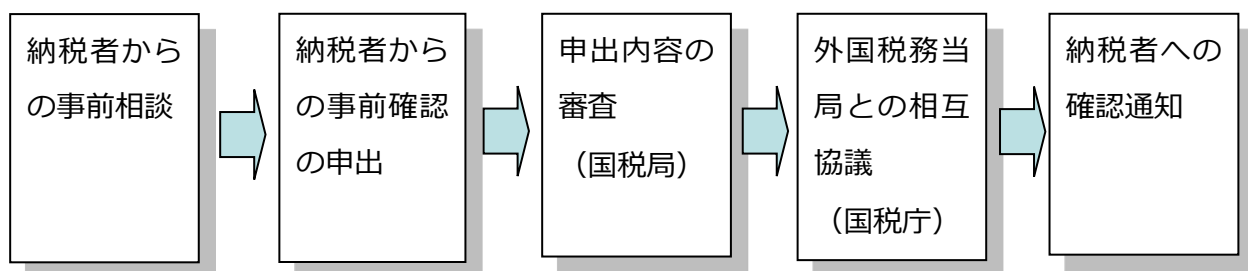 納税者から
の事前相談
納税者から
の事前確認
の申出
申出内容の
審査
（国税局）
外国税務当
局との相互
協議
（国税庁）
納税者への
確認通知